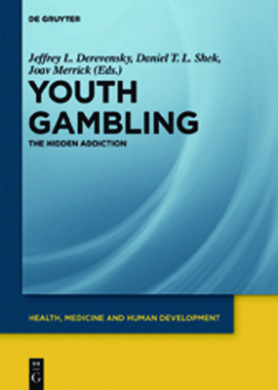 DE GRUYTER
Jeffrey L. Derevensky, Daniel T. L. Shek,
Joav Merrick (Eds.)
YOUTH
GAMBLING
THE HIDDEN ADDICTION
HEALTH, MEDICINE AND HUMAN DEVELOPMENT
DE
G